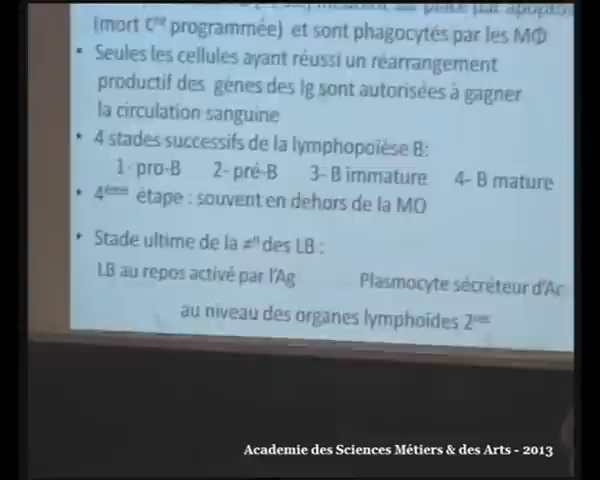 (mort Cre programmée) et sont phagocytés par les MΦ
• Seules les cellules ayant réussi un réarrangement
productif des gènes des Ig sont autorisées à gagner
la circulation sanguine
• 4 stades successifs de la lymphopoïèse B:
1- pro-B 2- pré-B 3- B immature 4- B mature
• 4ème étape : souvent en dehors de la MO
• Stade ultime de la ≠n des LB :
LB au repos activé par l'Ag Plasmocyte sécréteur d'Ac
au niveau des organes lymphoïdes 2res
Academie des Sciences Métiers & des Arts - 2013